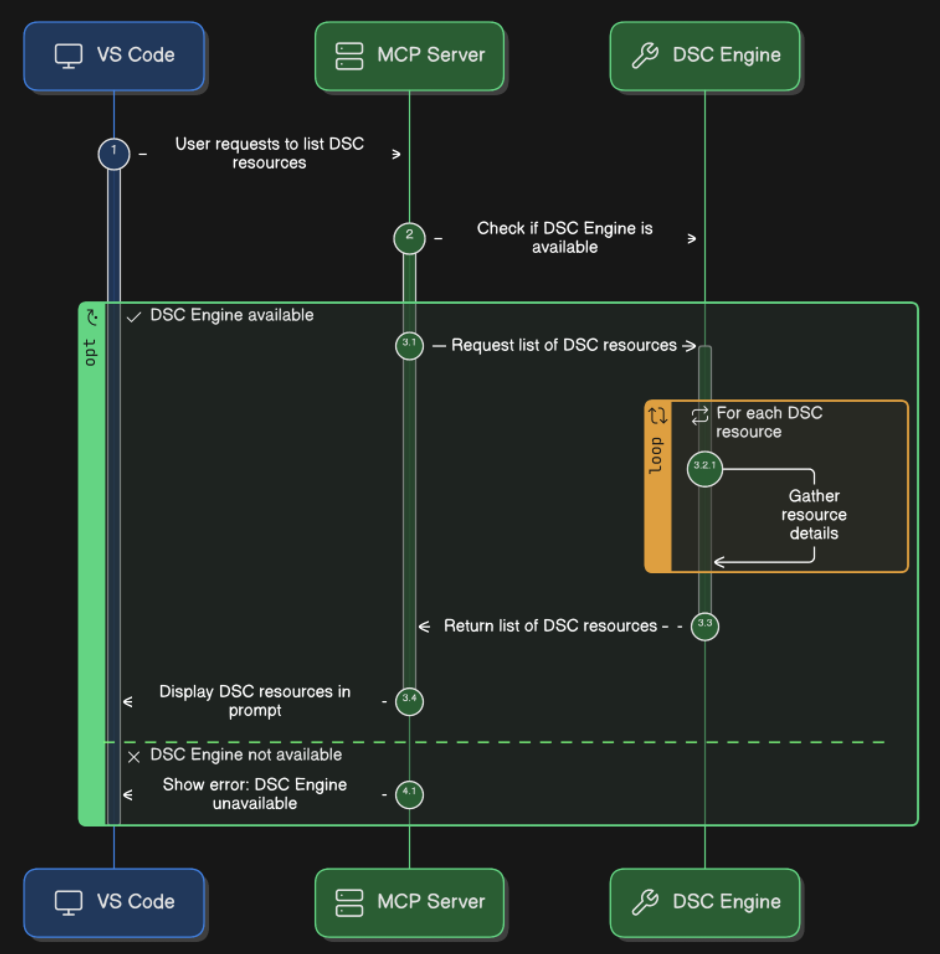 VS Code
MCP Server
DSC Engine
1
User requests to list DSC
resources
2
Check if DSC Engine is
available
opt
DSC Engine available
3.1
Request list of DSC resources
loop
For each DSC
resource
3.2.1
Gather
resource
details
Return list of DSC resources
3.3
Display DSC resources in
prompt
3.4
DSC Engine not available
Show error: DSC Engine
unavailable
4.1
VS Code
MCP Server
DSC Engine